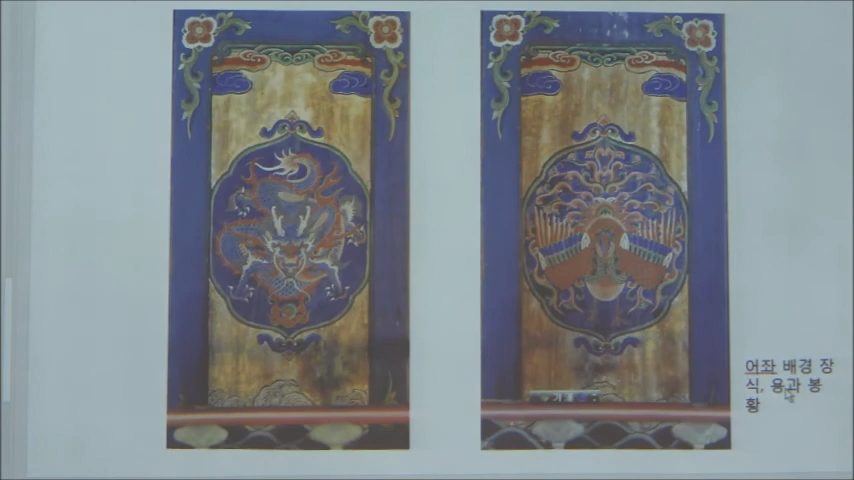 어좌 배경 장
식, 용과 봉
황